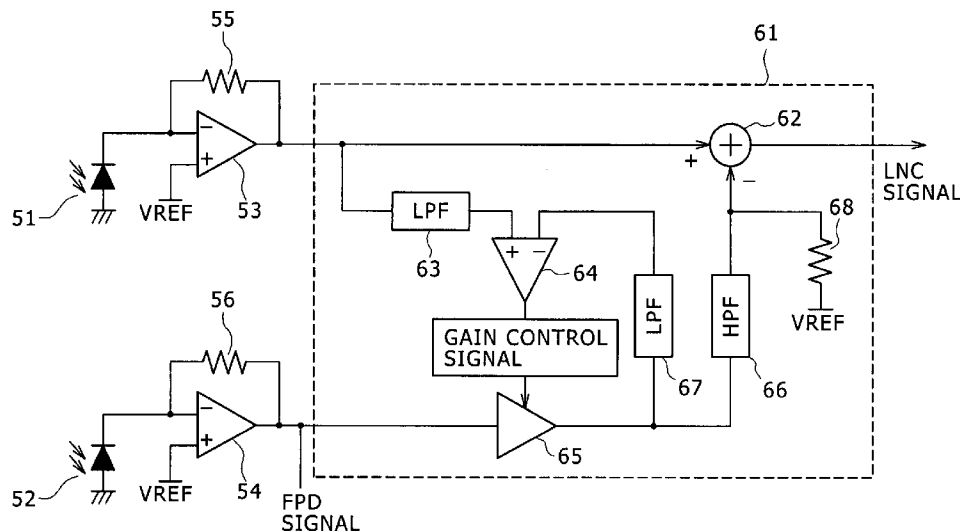 55
61
−
+
53
VREF
51
+
62
+
−
LNC
SIGNAL
LPF
63
+ −
64
68
VREF
LPF
67
HPF
66
GAIN CONTROL
SIGNAL
56
−
+
54
VREF
52
65
FPD
SIGNAL